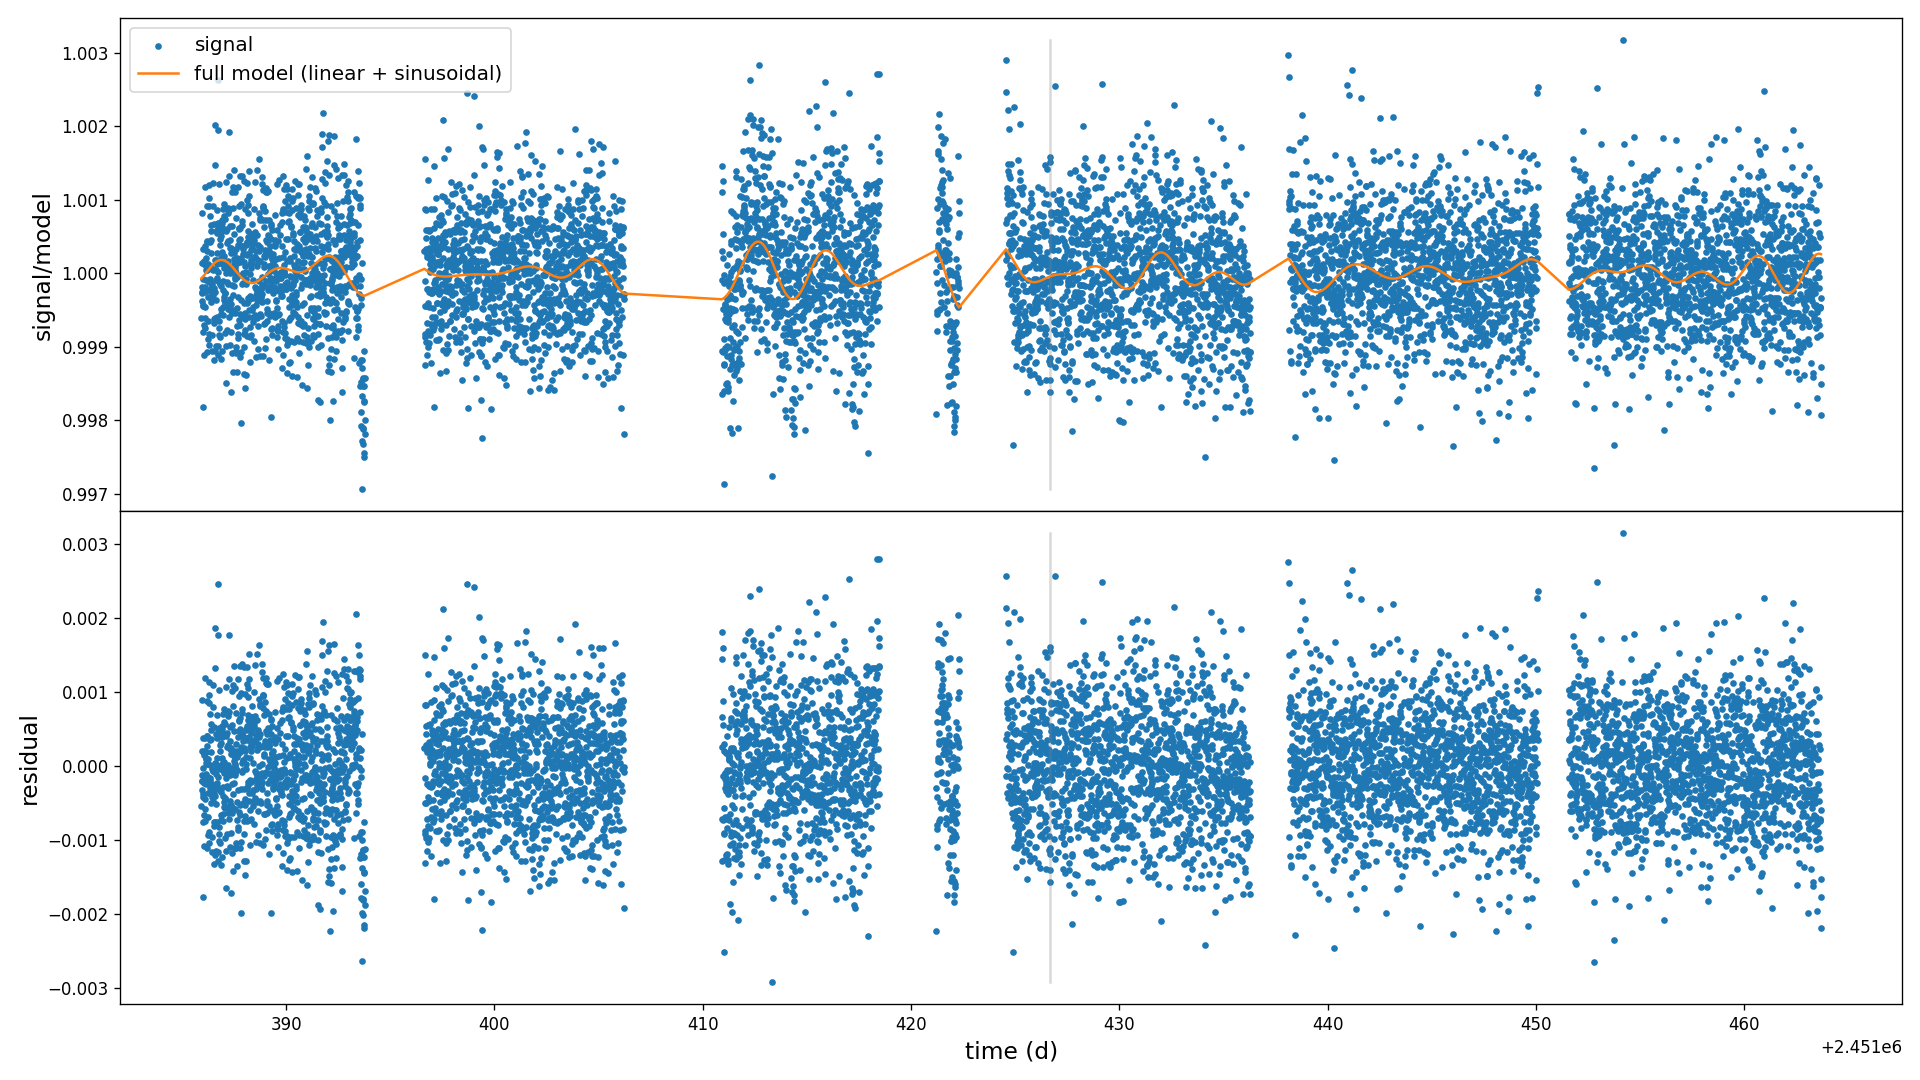 signal
full model (linear + sinusoidal)
1.003
1.002
1.001
1.000
0.999
0.998
0.997
signal/model
0.003
0.002
0.001
0.000
−0.001
−0.002
−0.003
residual
390 400 410 420 430 440 450 460
time (d)
+2.451e6